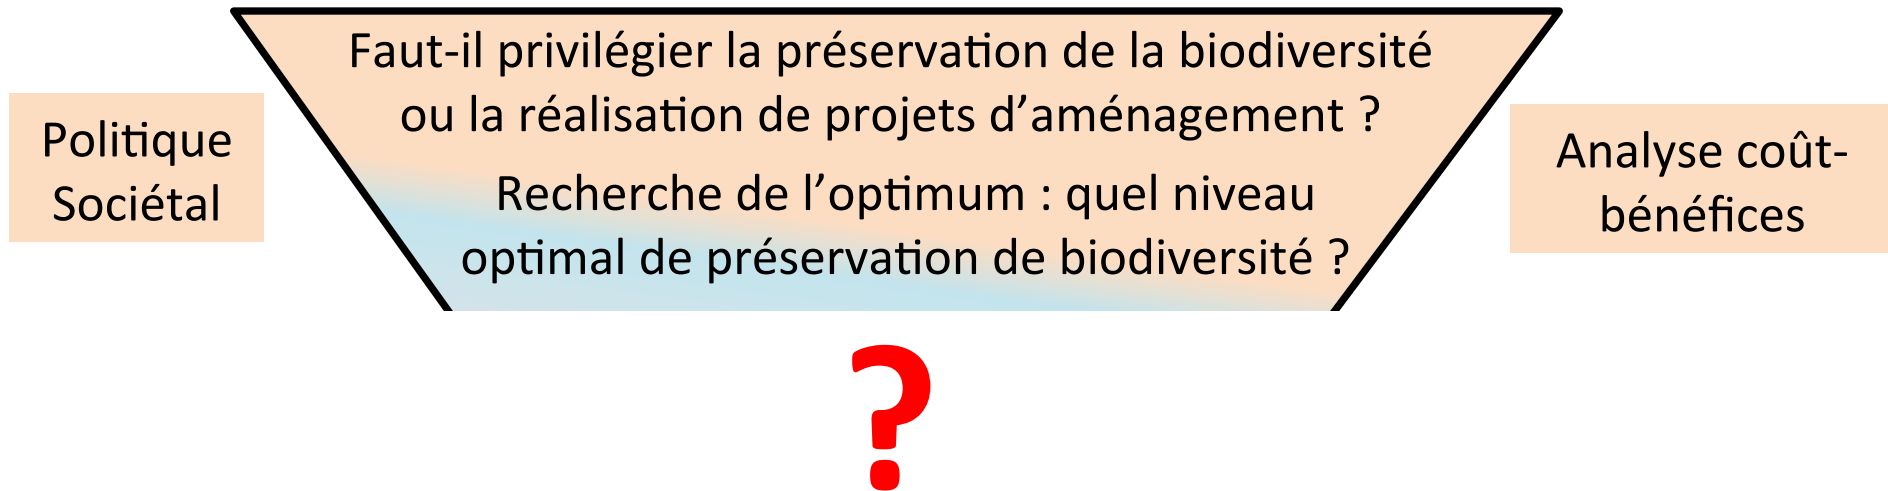 Faut-il privilégier la préservation de la biodiversité
ou la réalisation de projets d’aménagement ?
Politique
Sociétal
Recherche de l’optimum : quel niveau
optimal de préservation de biodiversité ?
Analyse coût-
bénéfices
?